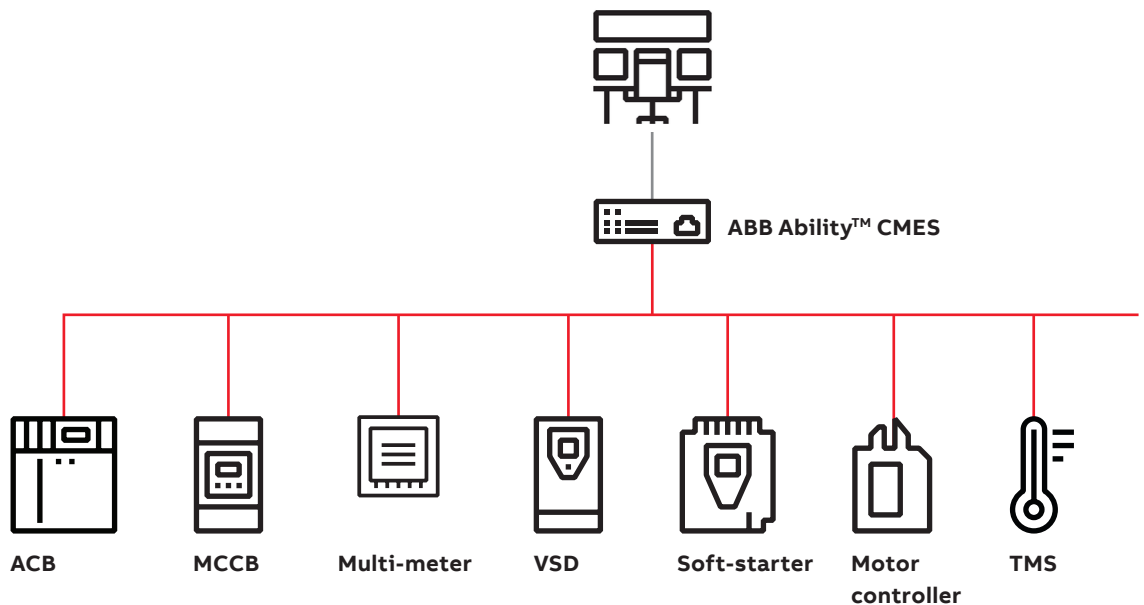 ABB Ability™ CMES
ACB
MCCB
Multi-meter
VSD
Soft-starter
Motor
controller
TMS